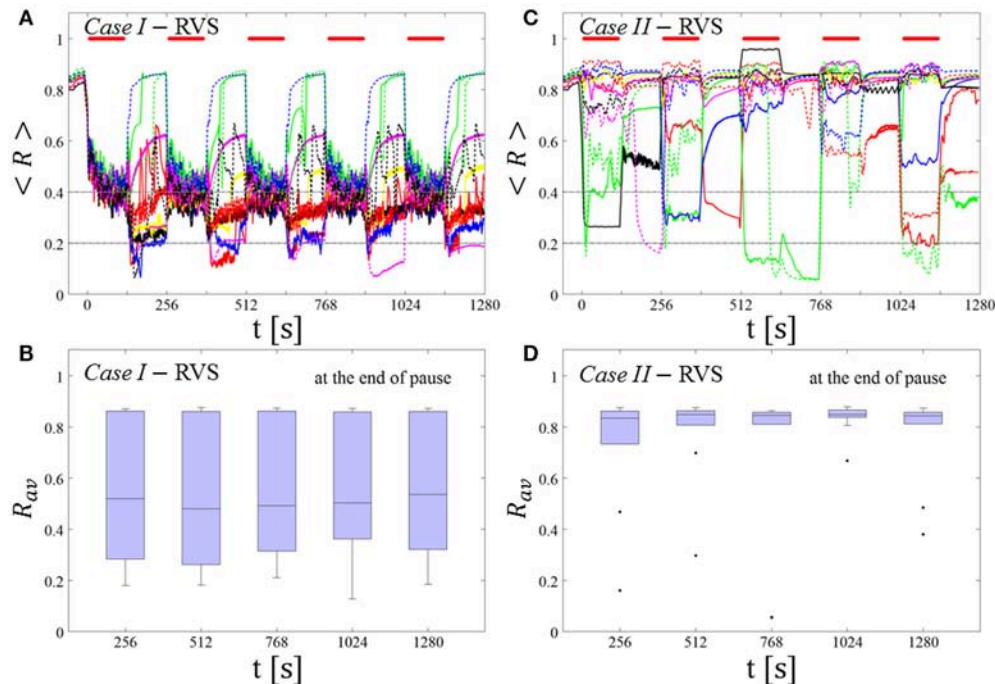 A
Case I − RVS
1
0.8
0.6
0.4
0.2
0
< R >
0 256 512 768 1024 1280
t [s]
C
Case II − RVS
1
0.8
0.6
0.4
0.2
0
< R >
0 256 512 768 1024 1280
t [s]
B
Case I − RVS
at the end of pause
1
0.8
0.6
0.4
0.2
0
Rav
256 512 768 1024 1280
t [s]
D
Case II − RVS
at the end of pause
1
0.8
0.6
0.4
0.2
0
Rav
256 512 768 1024 1280
t [s]